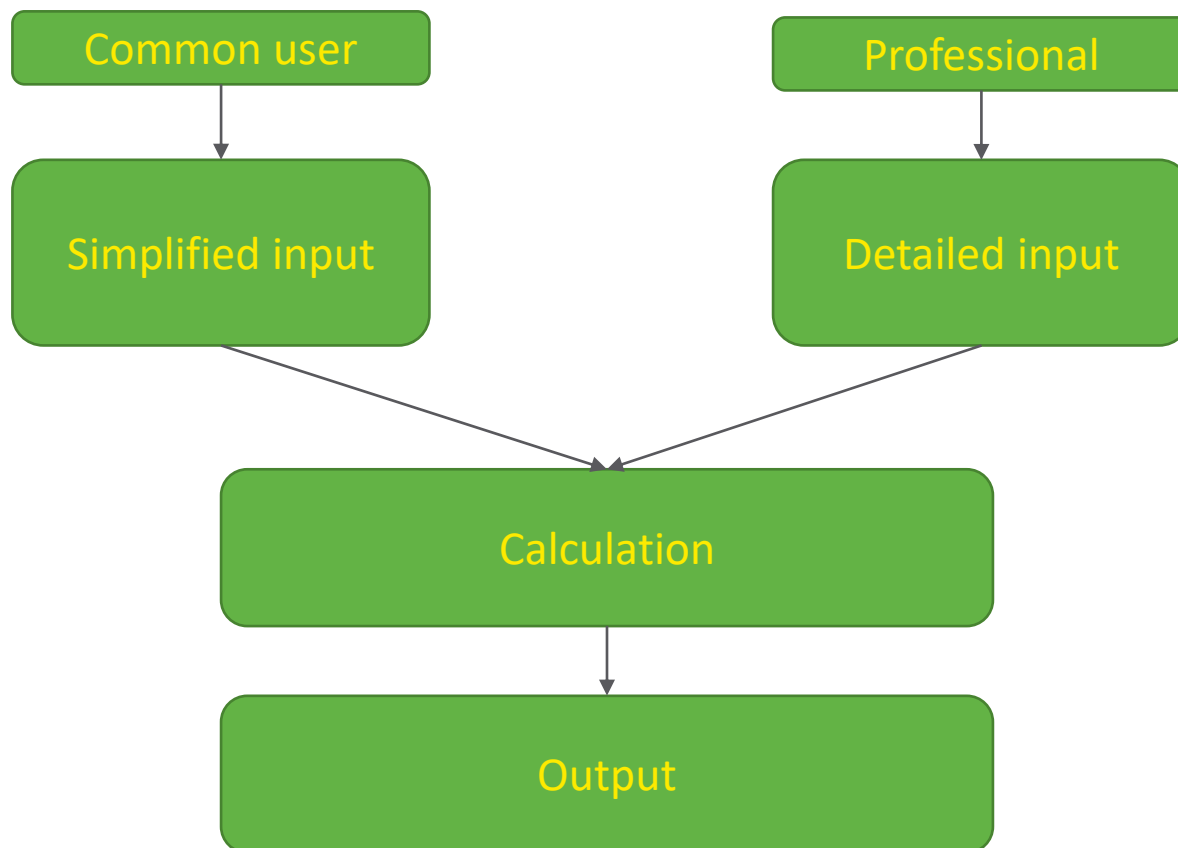 Common user
Professional
Simplified input
Detailed input
Calculation
Output